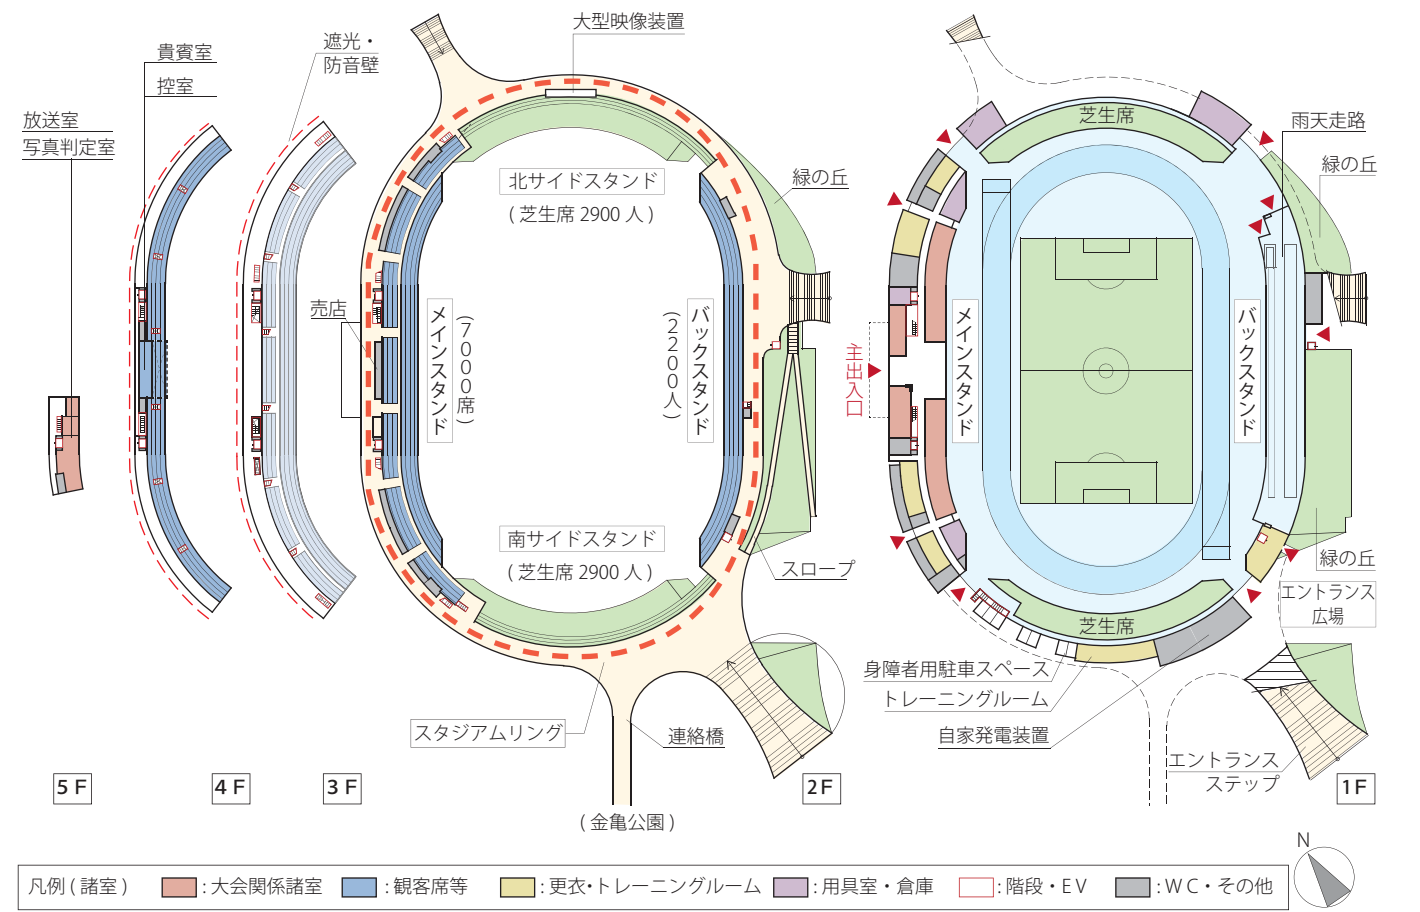 大型映像装置
貴賓室
控室
遮光・
防音壁
放送室
写真判定室
芝生席
雨天走路
緑の丘
緑の丘
北サイドスタンド
(芝生席 2900 人)
売店
メインスタンド
(7000席)
バックスタンド
(2200人)
主出入口
メインスタンド
バックスタンド
南サイドスタンド
(芝生席 2900 人)
スロープ
緑の丘
エントランス
広場
芝生席
身障者用駐車スペース
トレーニングルーム
自家発電装置
スタジアムリング
連絡橋
エントランス
ステップ
5 F
4 F
3 F
2F
1F
(金亀公園)
N
凡例(諸室)
:大会関係諸室
:観客席等
:更衣・トレーニングルーム
:用具室・倉庫
:階段・EV
:WC・その他